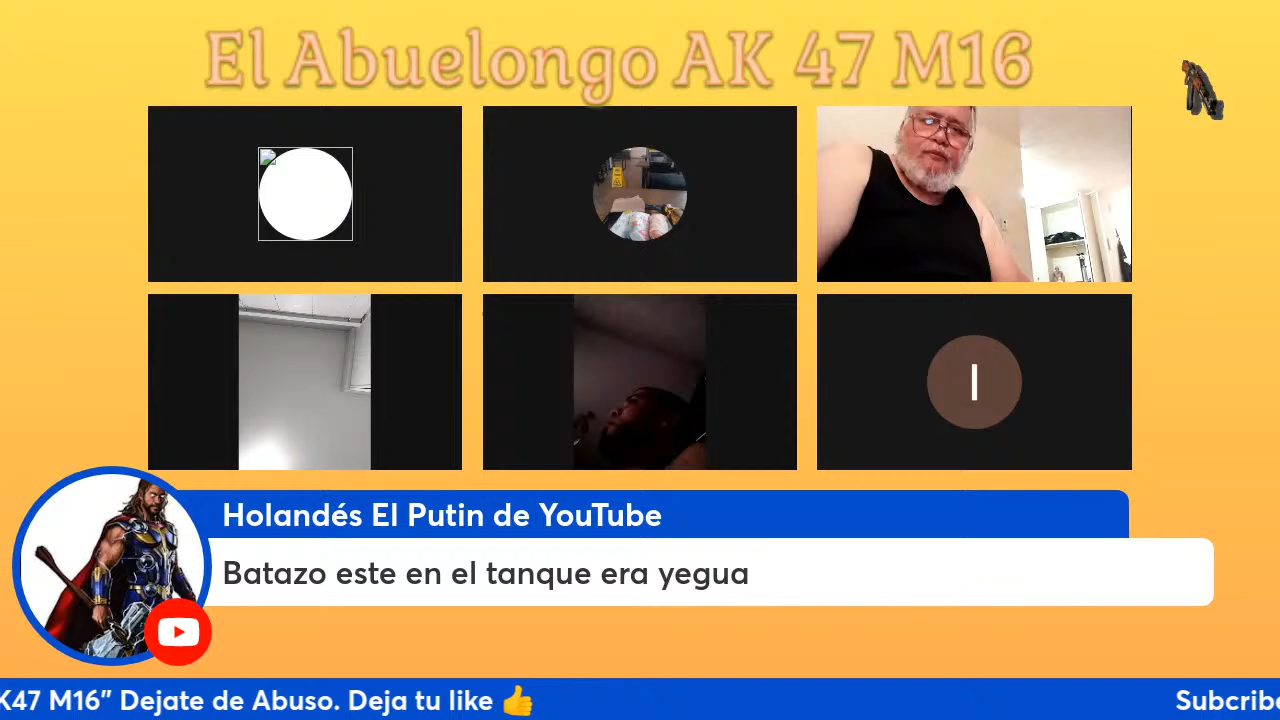 El Abuelongo AK 47 M16
I
Holandés El Putin de YouTube
Batazo este en el tanque era yegua
K47 M16” Dejate de Abuso. Deja tu like 👍
Subcribe